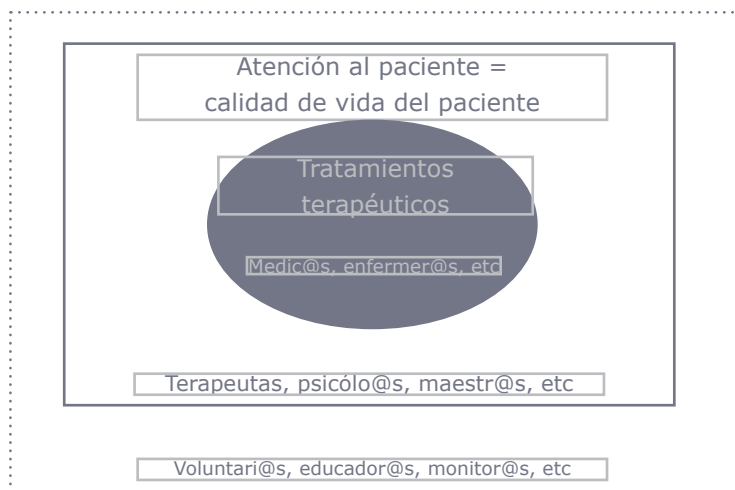 Atención al paciente =
calidad de vida del paciente
Tratamientos
terapéuticos
Medic@s, enfermer@s, etc
Terapeutas, psicólo@s, maestr@s, etc
Voluntari@s, educador@s, monitor@s, etc